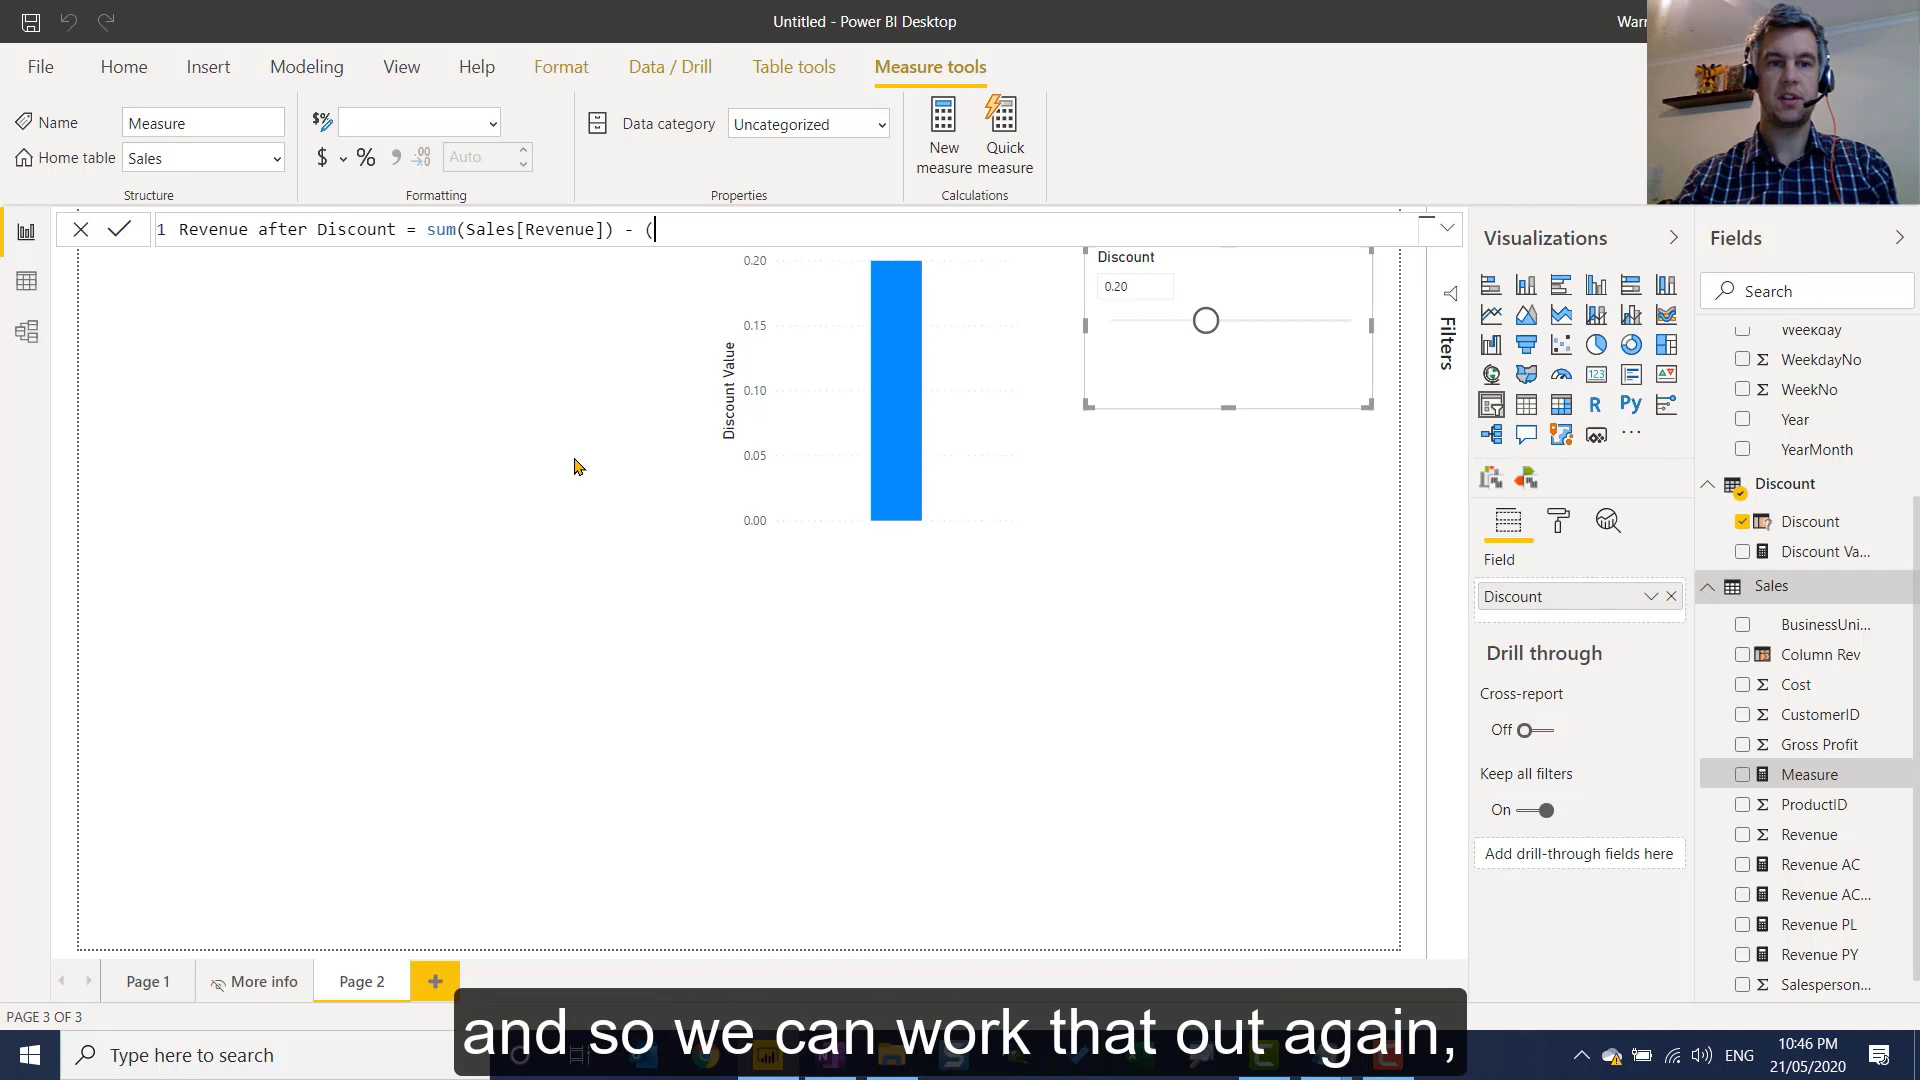 Untitled - Power BI Desktop
Warr
File
Home
Insert
Modeling
View
Help
Format
Data / Drill
Table tools
Measure tools
Name
Measure
Home table
Sales
Structure
$
%
.00
Auto
Formatting
Data category
Uncategorized
Properties
New measure
Quick measure
Calculations
1 Revenue after Discount = sum(Sales[Revenue]) - (
0.20
0.15
0.10
0.05
0.00
Discount Value
Discount
0.20
Filters
Visualizations
123
R
Py
Field
Discount
Drill through
Cross-report
Off
Keep all filters
On
Add drill-through fields here
Fields
Search
Weekday
WeekdayNo
WeekNo
Year
YearMonth
Discount
Discount
Discount Va...
Sales
BusinessUni...
Column Rev
Cost
CustomerID
Gross Profit
Measure
ProductID
Revenue
Revenue AC
Revenue AC...
Revenue PL
Revenue PY
Salesperson...
Page 1
More info
Page 2
PAGE 3 OF 3
and so we can work that out again,
Type here to search
ENG
10:46 PM
21/05/2020